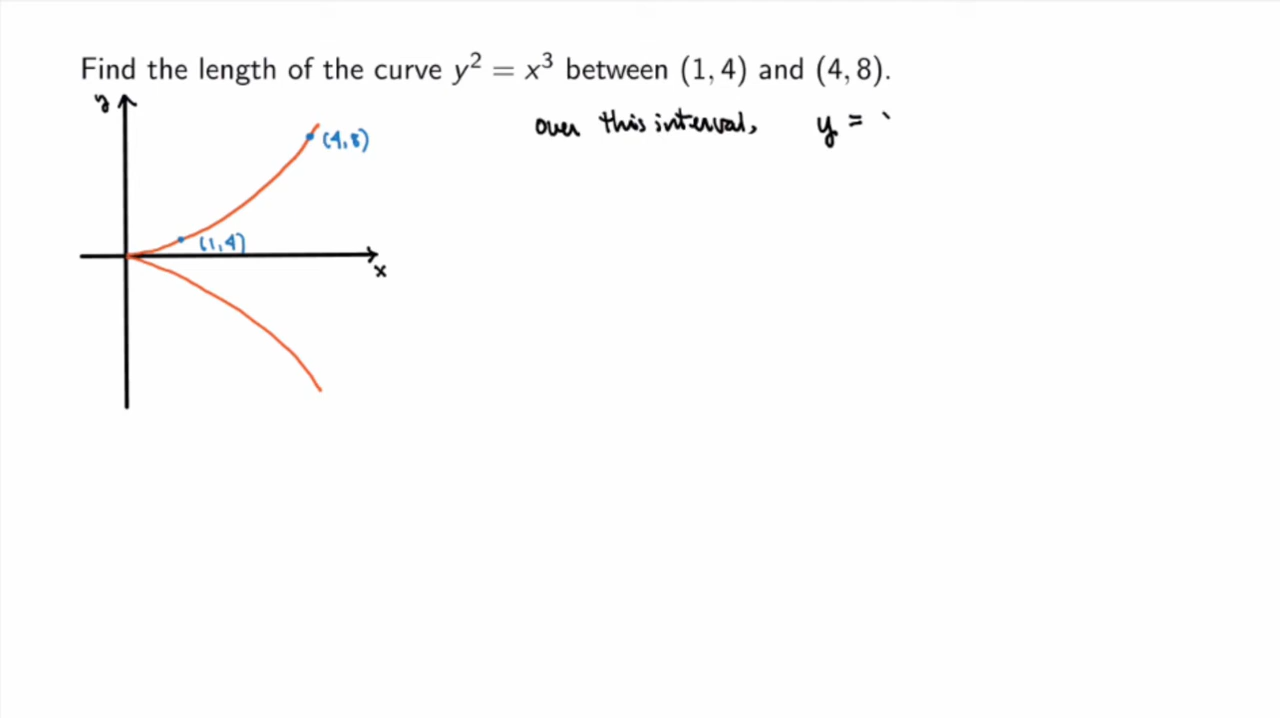 Find the length of the curve y² = x³ between (1, 4) and (4, 8).
y
over this interval, y =
(4,8)
(1,4)
x